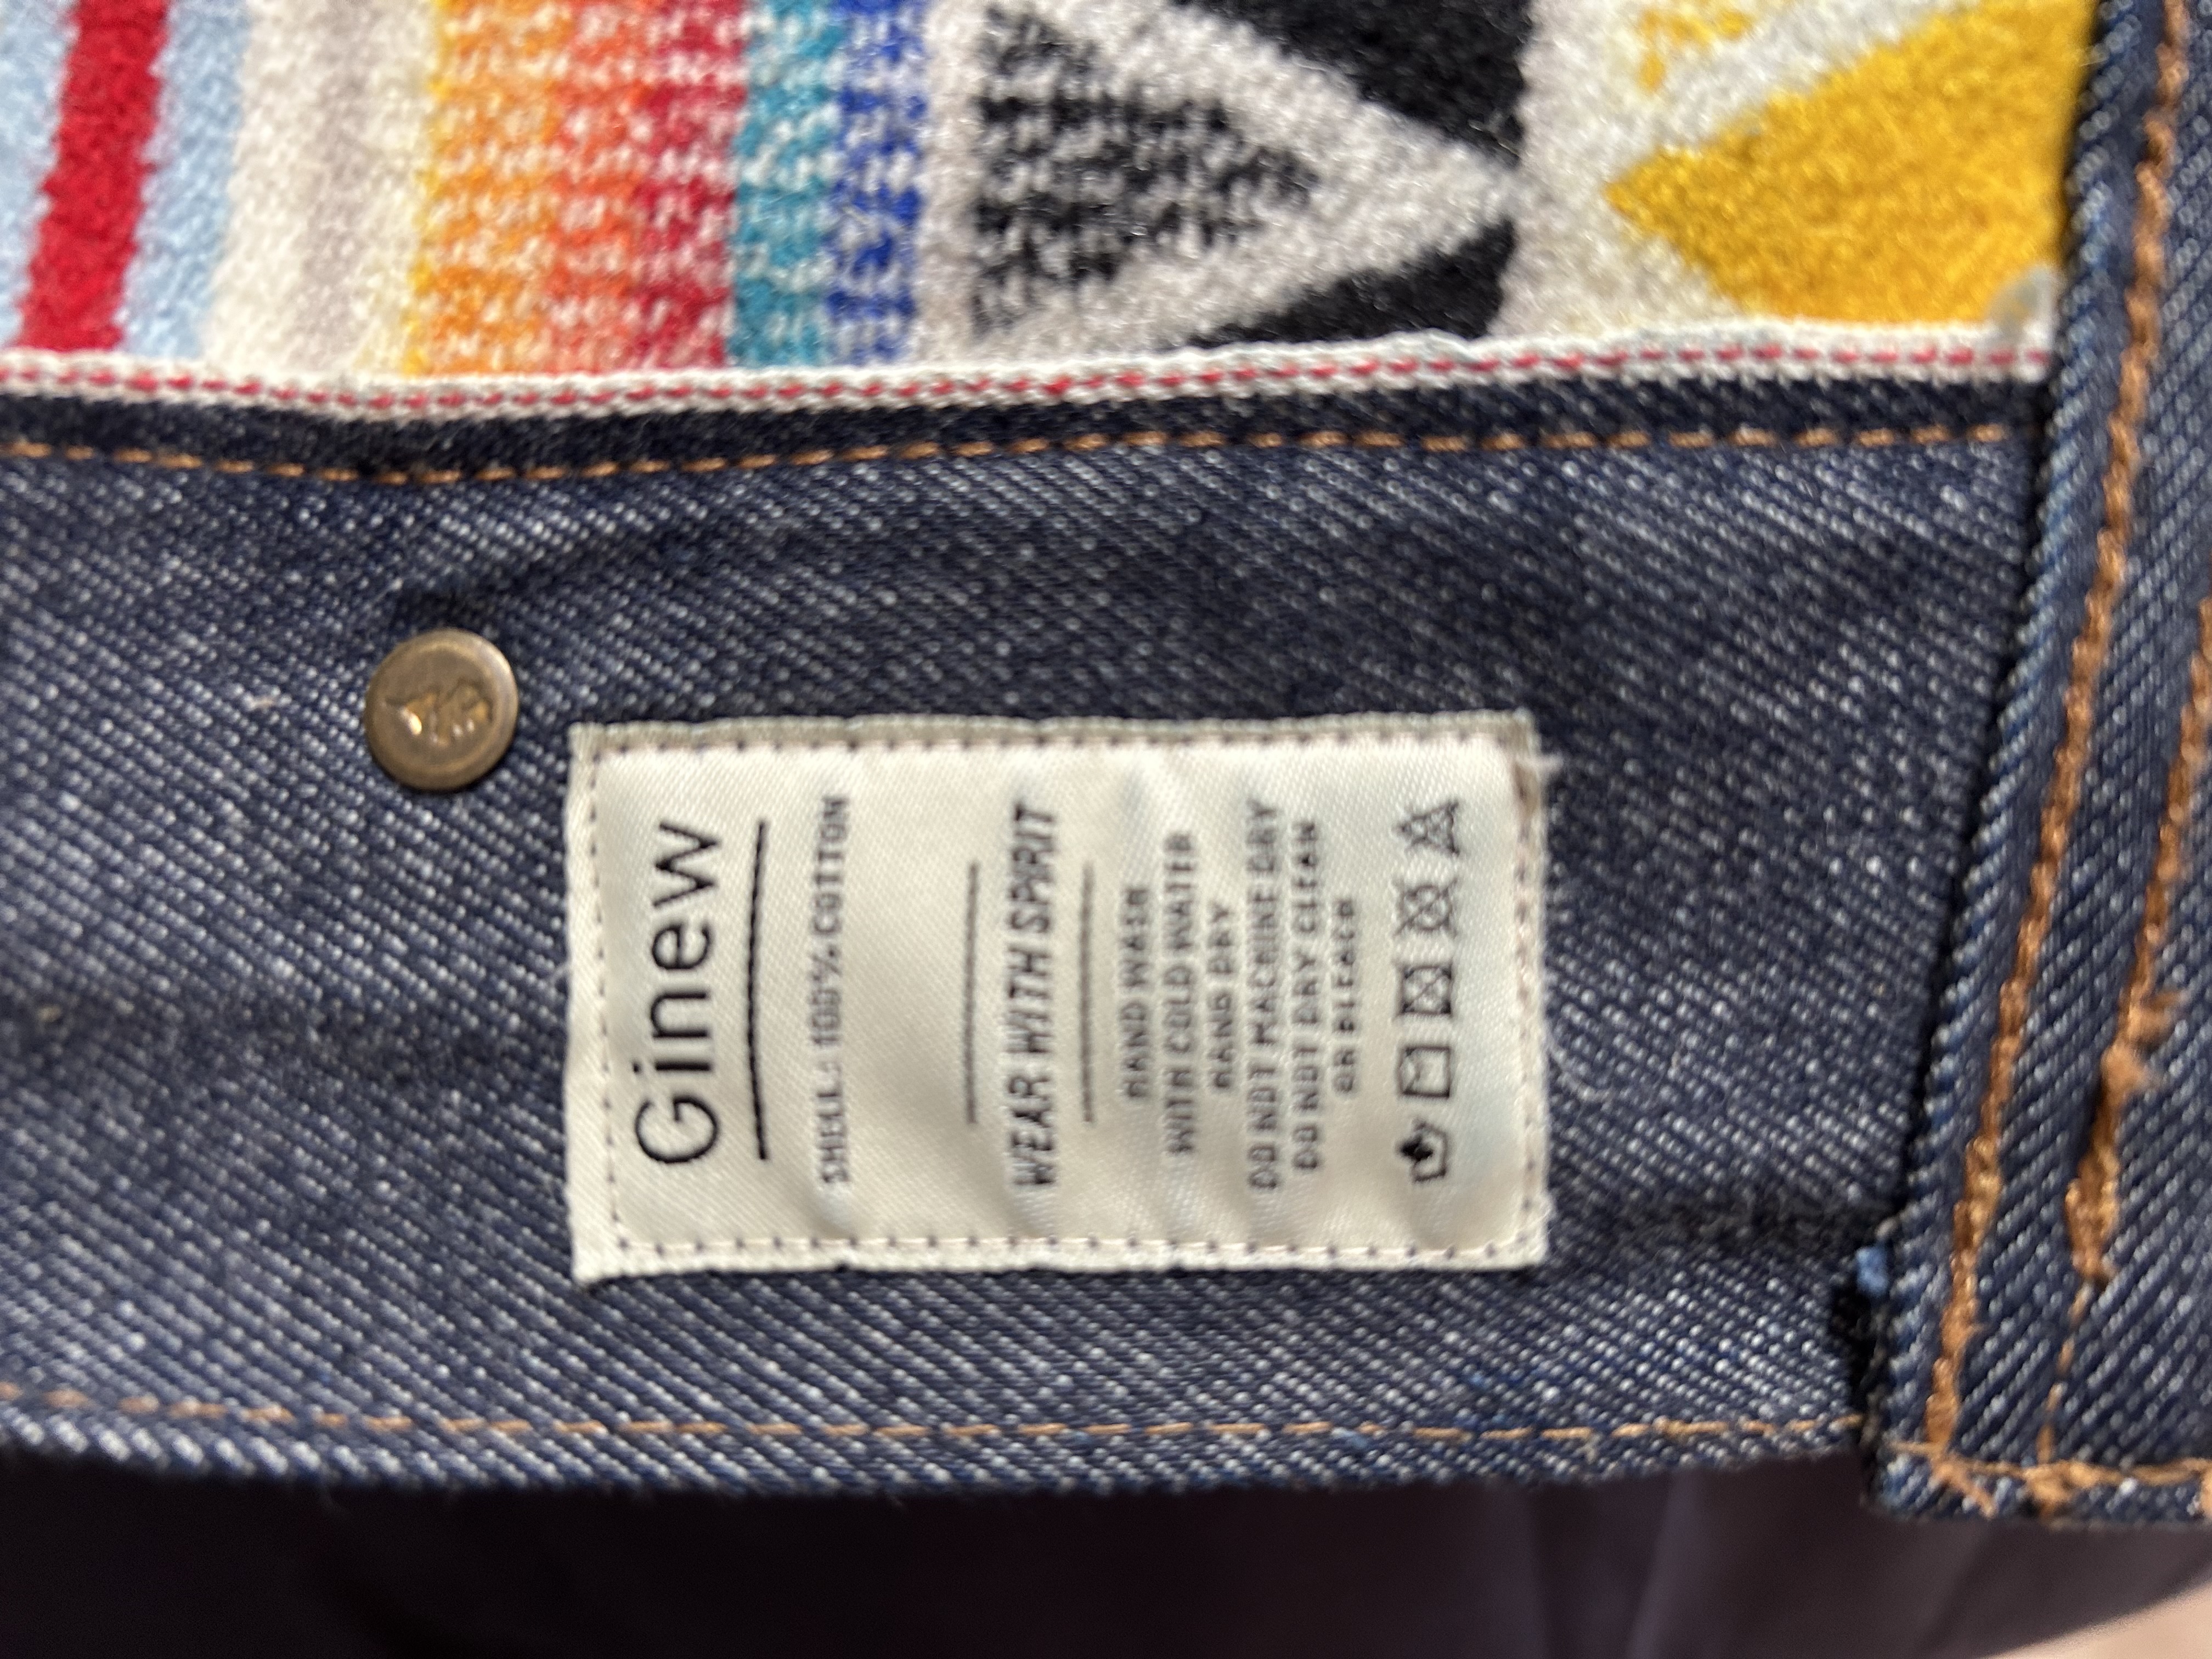 Ginew
SHELL: 100% COTTON
WEAR WITH SPIRIT
HAND WASH
WITH COLD WATER
HAND DRY
DO NOT MACHINE DRY
DO NOT DRY CLEAN
OR BLEACH